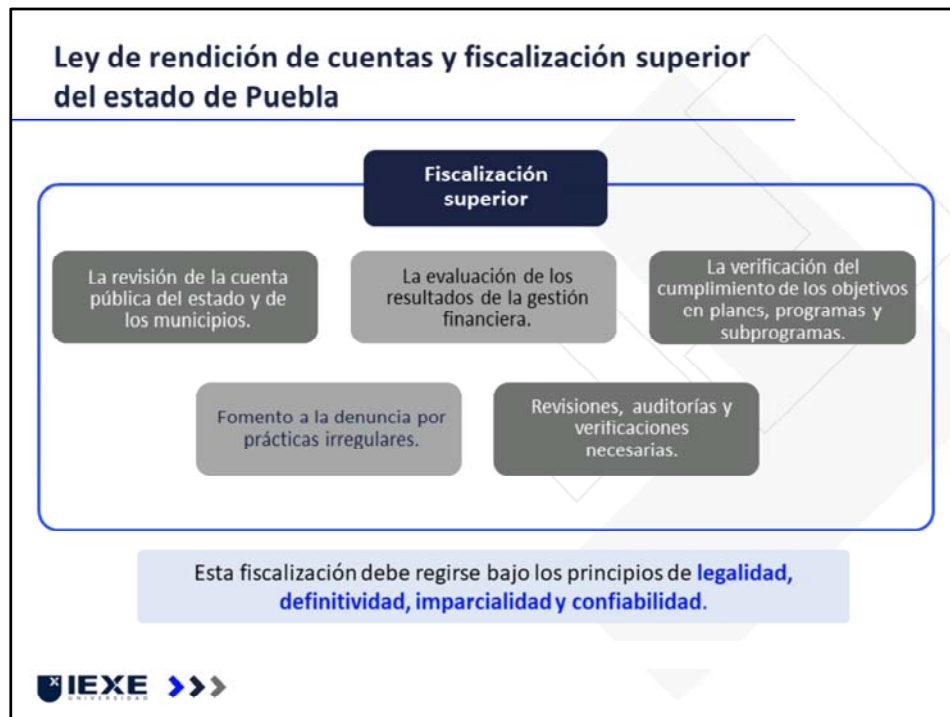 Ley de rendición de cuentas y fiscalización superior
del estado de Puebla
Fiscalización
superior
La revisión de la cuenta
pública del estado y de
los municipios.
La evaluación de los
resultados de la gestión
financiera.
La verificación del
cumplimiento de los objetivos
en planes, programas y
subprogramas.
Fomento a la denuncia por
prácticas irregulares.
Revisiones, auditorías y
verificaciones
necesarias.
Esta fiscalización debe regirse bajo los principios de legalidad,
definitividad, imparcialidad y confiabilidad.
IEXE
UNIVERSIDAD